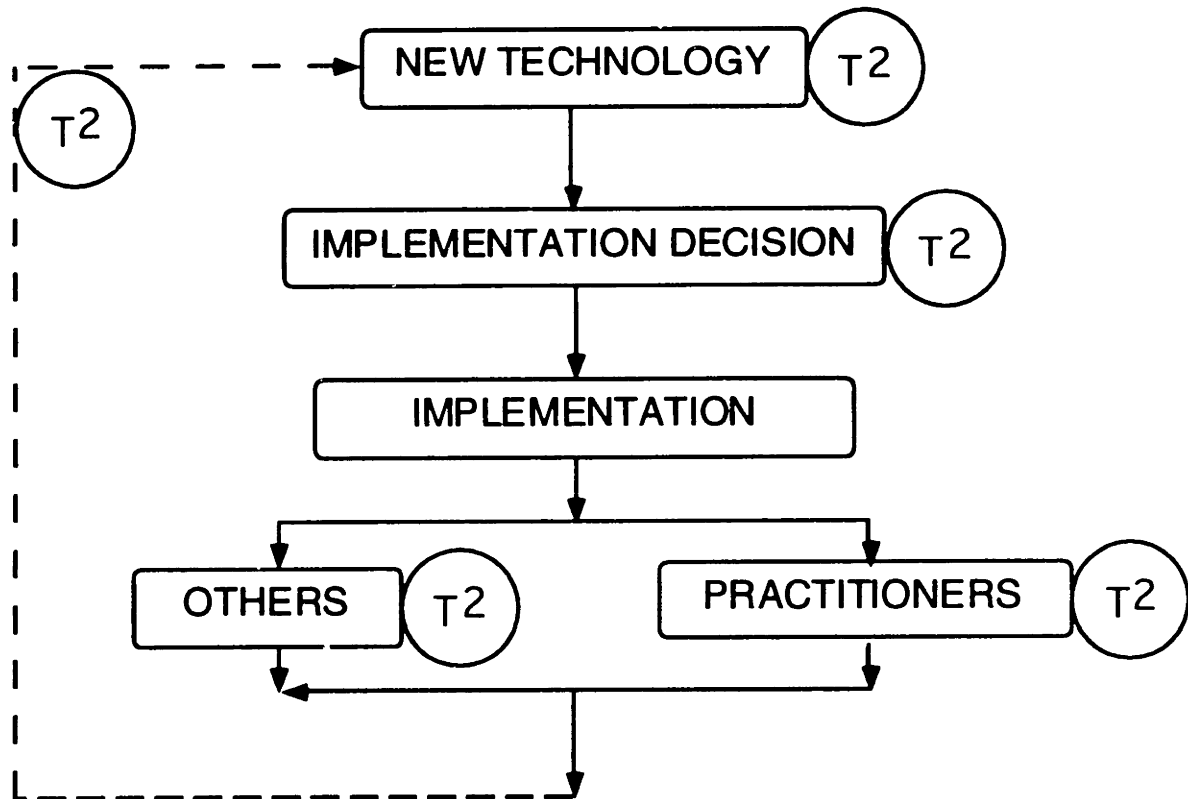 NEW TECHNOLOGY
T2
T2
IMPLEMENTATION DECISION
T2
IMPLEMENTATION
OTHERS
T2
PRACTITIONERS
T2